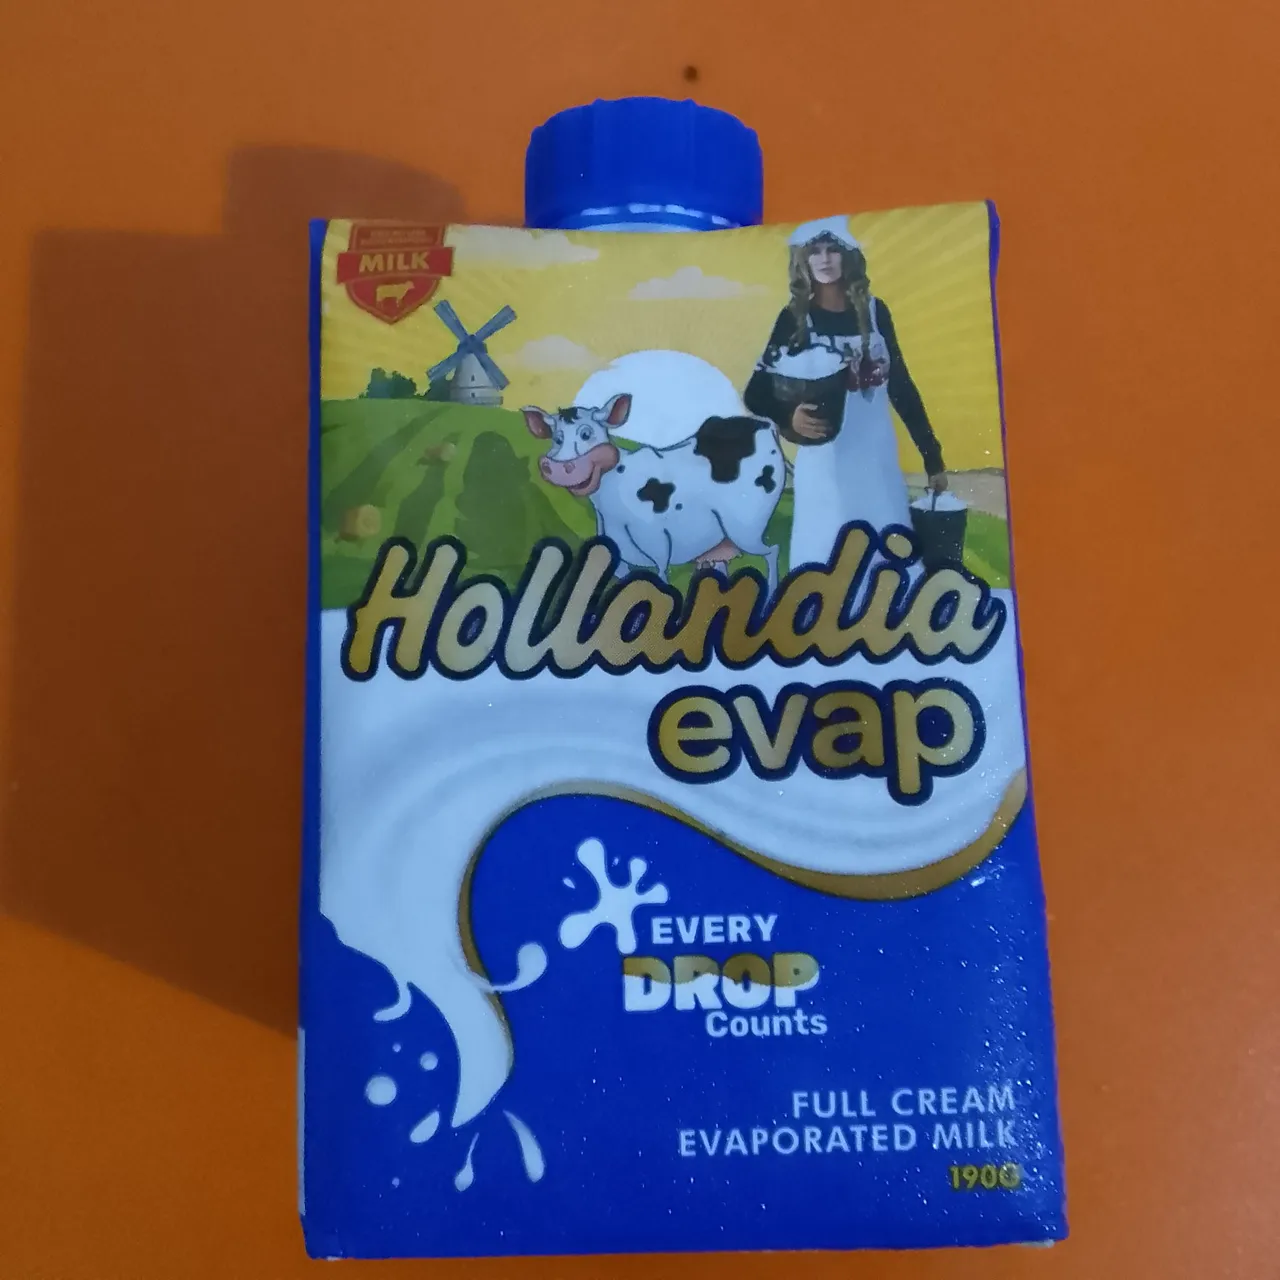 MILK
Hollandia
evap
EVERY
DROP
Counts
FULL CREAM
EVAPORATED MILK
190G